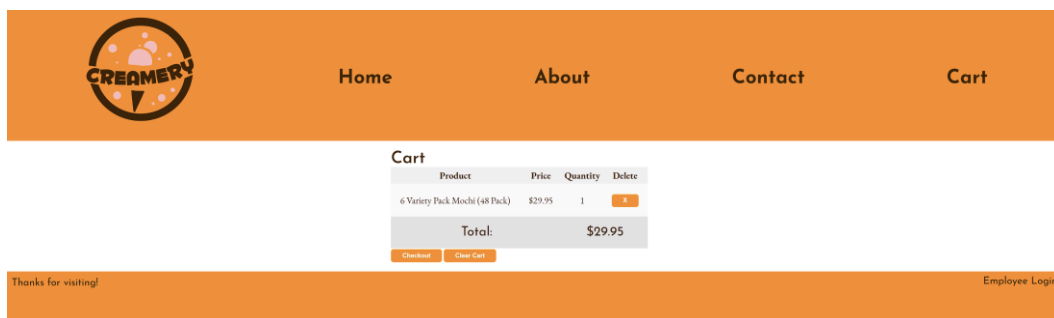 CREAMERY
Home About Contact Cart
Cart
Product Price Quantity Delete
6 Variety Pack Mochi (48 Pack) $29.95 1 X
Total: $29.95
Checkout Clear Cart
Thanks for visiting! Employee Login